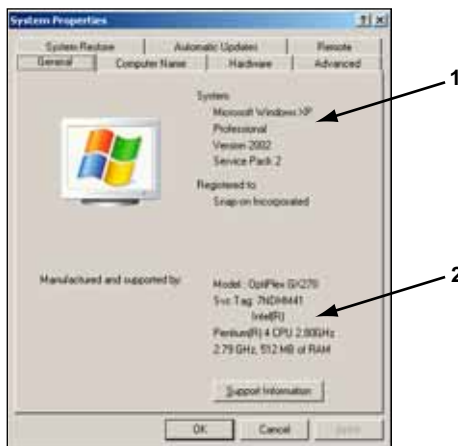 System Properties
System Restore Automatic Updates Remote
General Computer Name Hardware Advanced
1
System:
Microsoft Windows XP
Professional
Version 2002
Service Pack 2
Registered to:
Snap-on Incorporated
2
Manufactured and supported by:
Model: OptiPlex GX270
Svc Tag:
Intel(R)
Pentium(R) 4 CPU 2.80GHz
2.79 GHz, 512 MB of RAM
Support Information
OK Cancel Apply